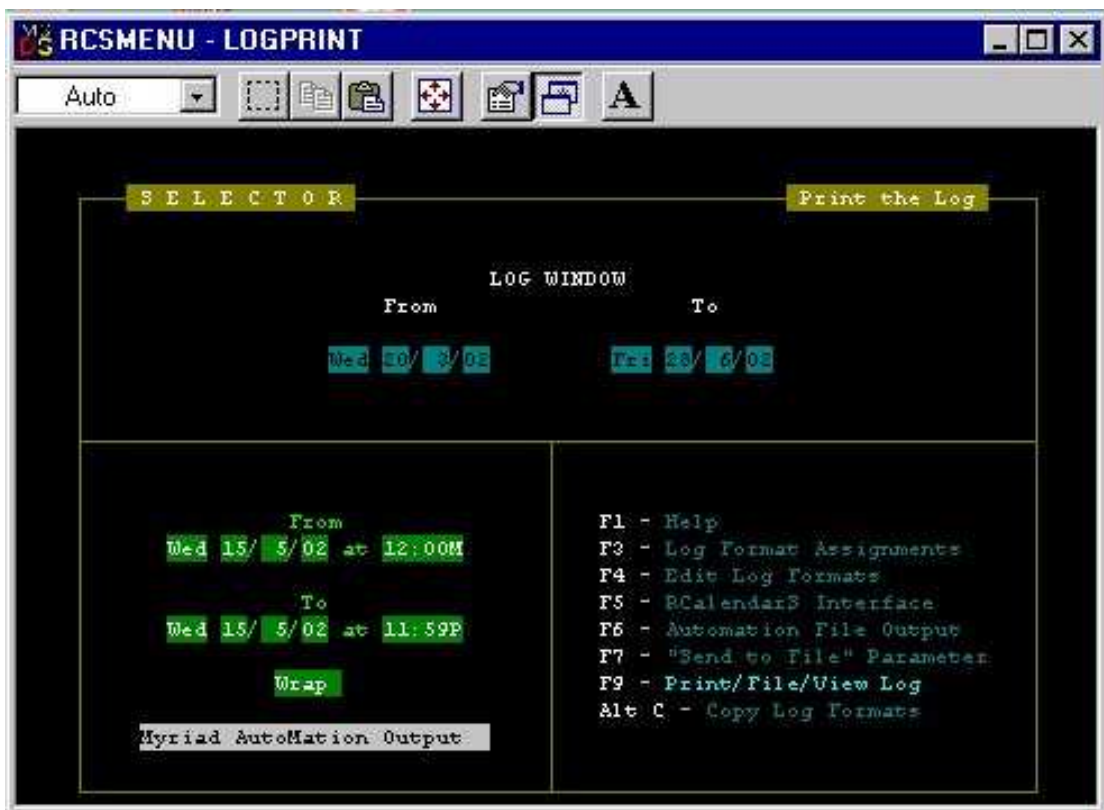 RCSMENU - LOGPRINT
Auto
A
S E L E C T O R
Print the Log
LOG WINDOW
From To
Wed 20/ 3/02 Fri 28/ 6/02
From
Wed 15/ 5/02 at 12:00M
To
Wed 15/ 5/02 at 11:59P
Wrap
Myriad AutoMation Output
F1 - Help
F3 - Log Format Assignments
F4 - Edit Log Formats
F5 - RCalendar3 Interface
F6 - Automation File Output
F7 - "Send to File" Parameter
F9 - Print/File/View Log
Alt C - Copy Log Formats